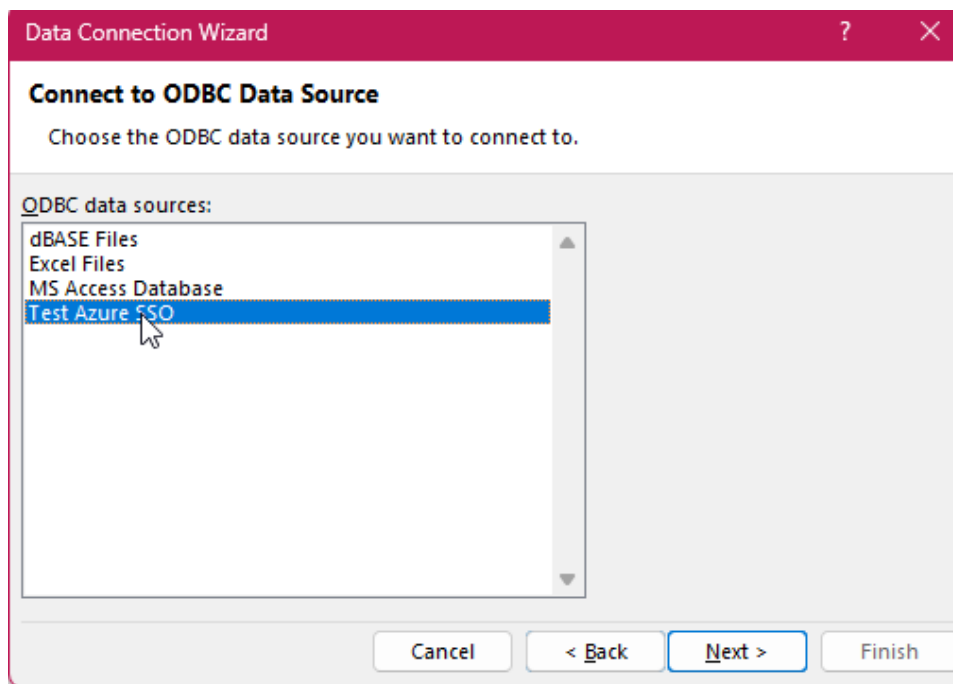 Data Connection Wizard ?
Connect to ODBC Data Source
Choose the ODBC data source you want to connect to.
ODBC data sources:
dBASE Files
Excel Files
MS Access Database
Test Azure SSO
Cancel < Back Next > Finish